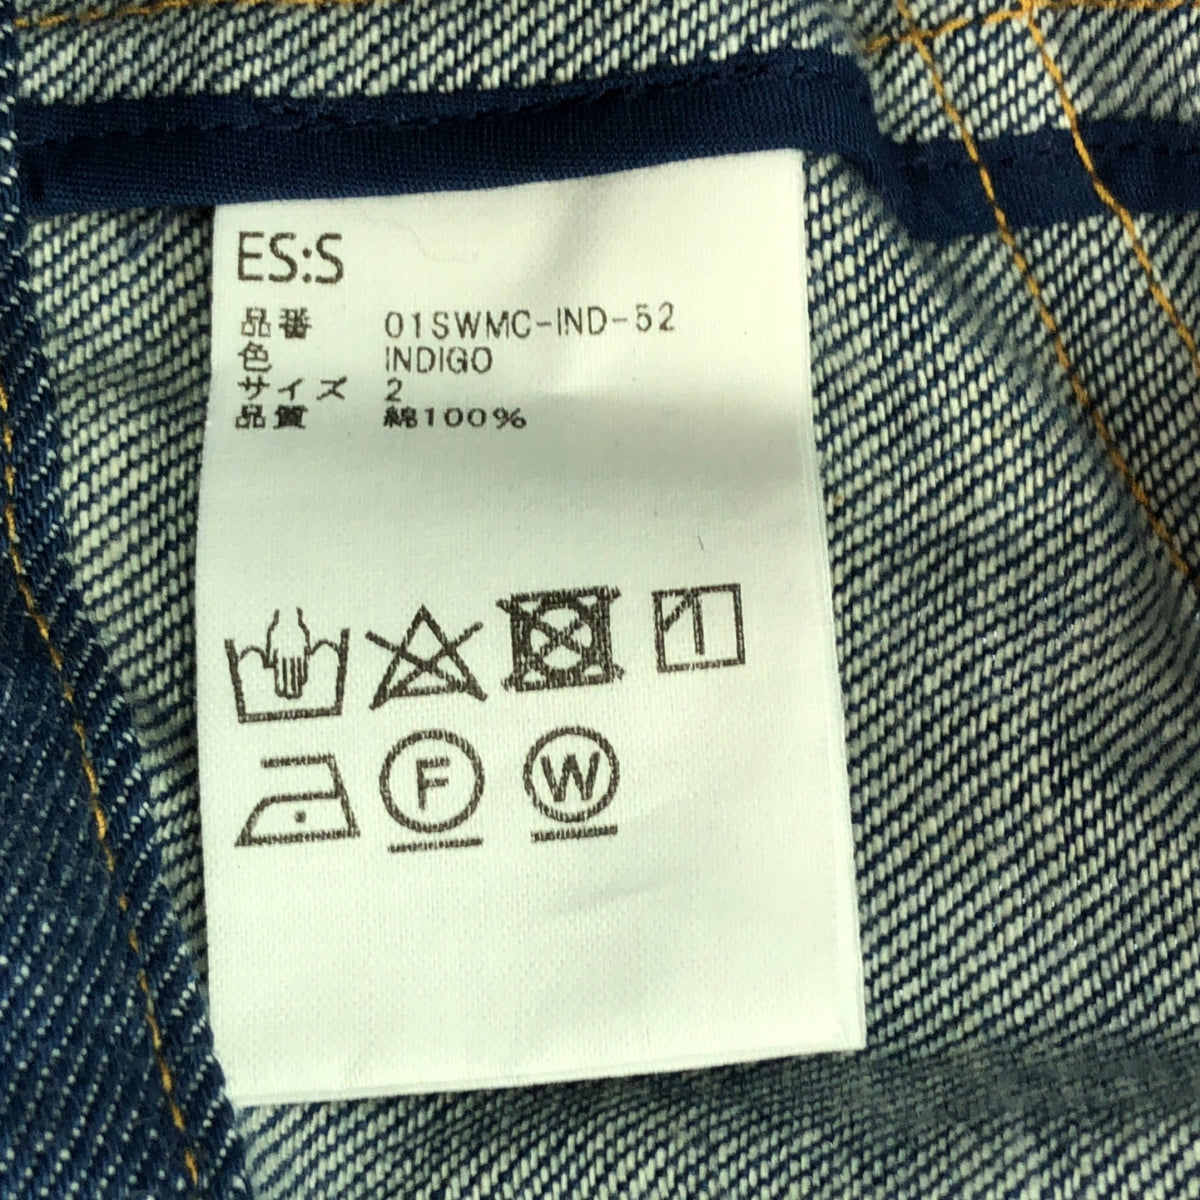 ES:S
品番 01SWMC-IND-52
色 INDIGO
サイズ 2
品質 綿100%
F W